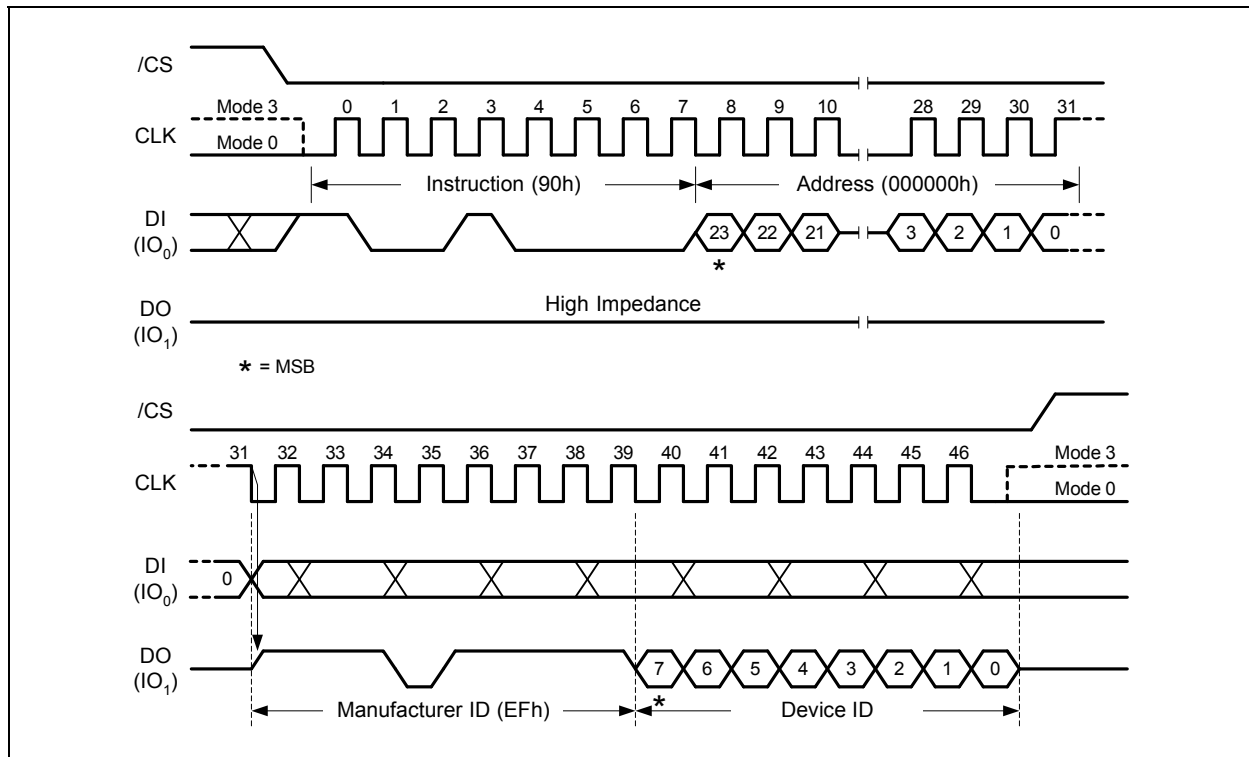 /CS
Mode 3
0 1 2 3 4 5 6 7 8 9 10 28 29 30 31
CLK
Mode 0
Instruction (90h) Address (000000h)
DI
(IO0)
23 22 21 3 2 1 0
*
High Impedance
DO
(IO1)
* = MSB
/CS
31 32 33 34 35 36 37 38 39 40 41 42 43 44 45 46
Mode 3
CLK
Mode 0
DI
(IO0)
0
DO
(IO1)
7 6 5 4 3 2 1 0
*
Manufacturer ID (EFh) Device ID